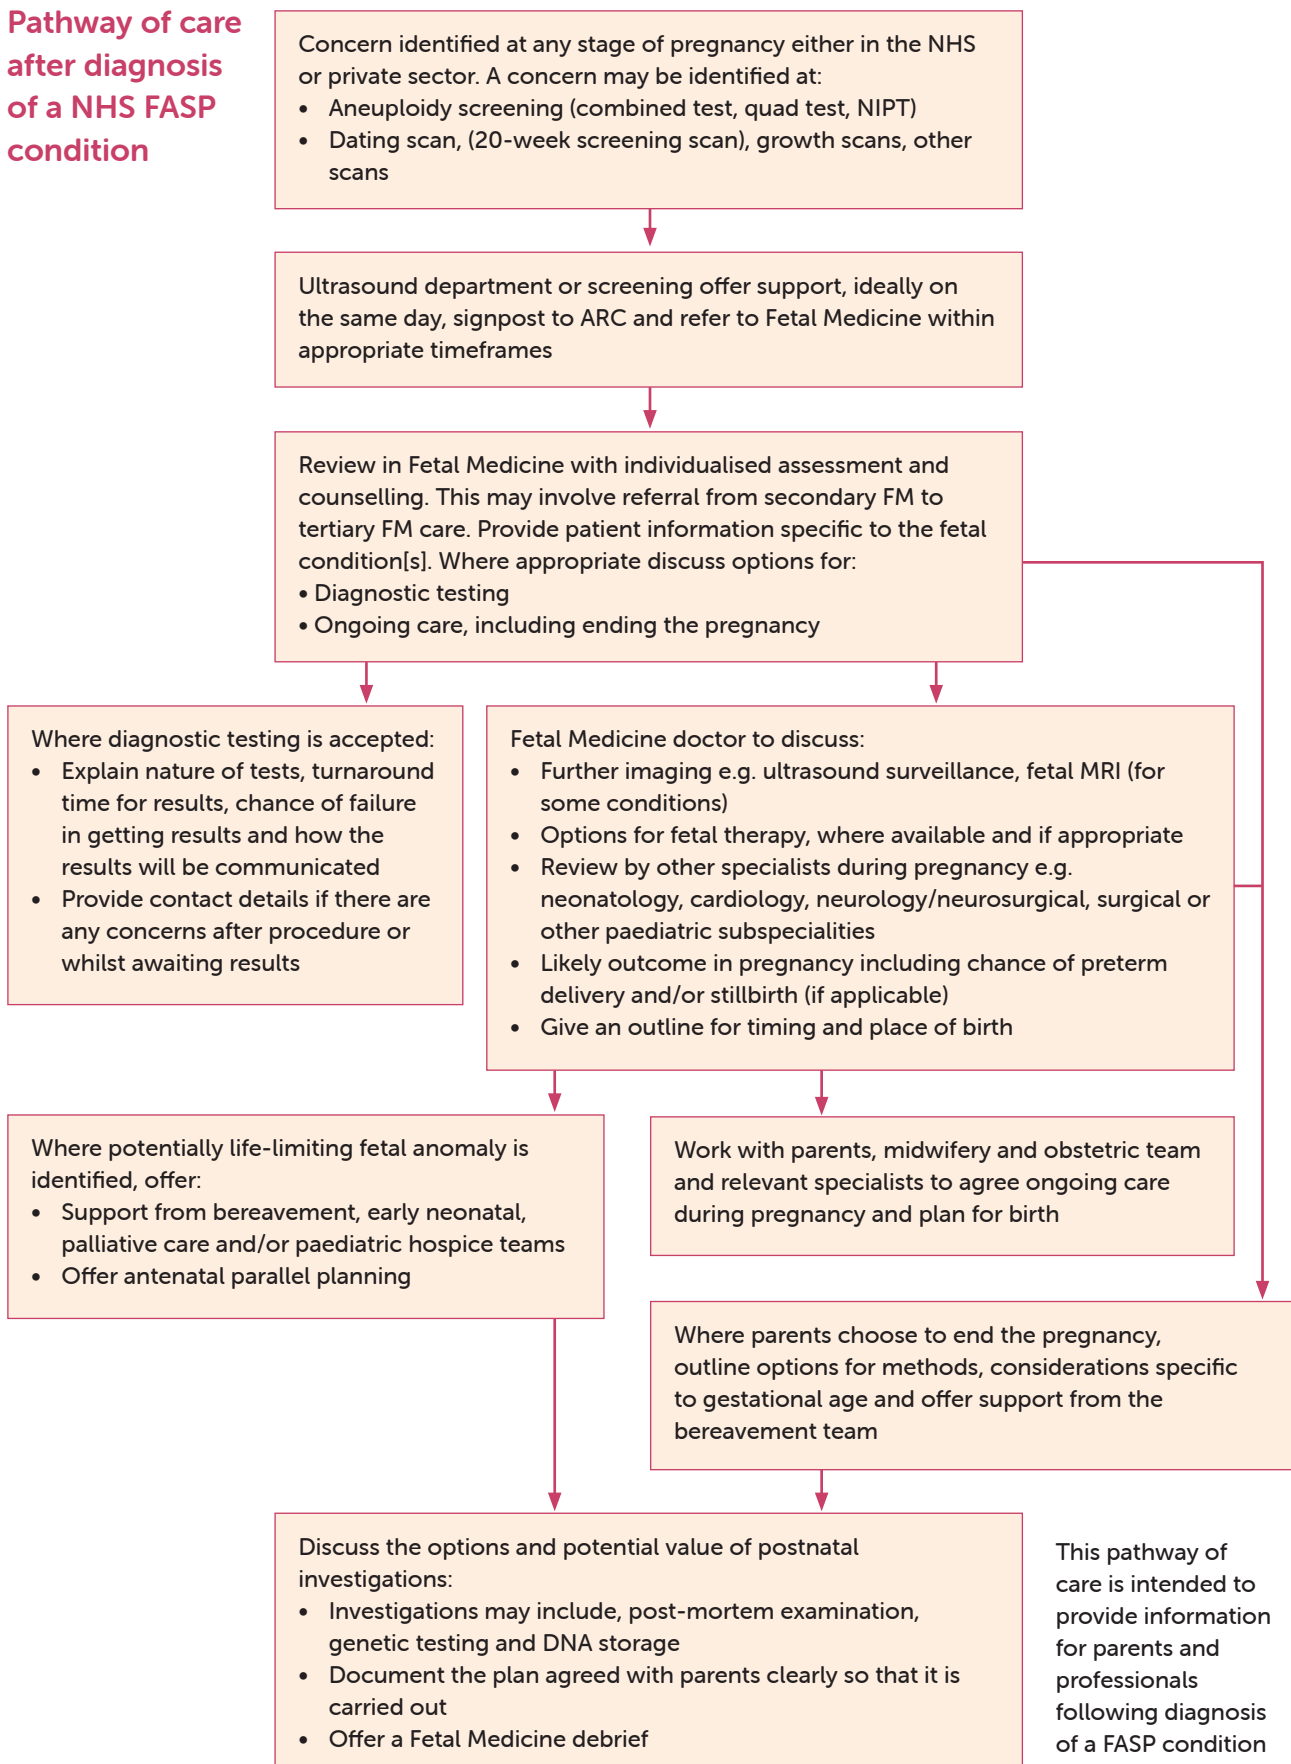 Pathway of care
after diagnosis
of a NHS FASP
condition
Concern identified at any stage of pregnancy either in the NHS
or private sector. A concern may be identified at:
• Aneuploidy screening (combined test, quad test, NIPT)
• Dating scan, (20-week screening scan), growth scans, other
scans
Ultrasound department or screening offer support, ideally on
the same day, signpost to ARC and refer to Fetal Medicine within
appropriate timeframes
Review in Fetal Medicine with individualised assessment and
counselling. This may involve referral from secondary FM to
tertiary FM care. Provide patient information specific to the fetal
condition[s]. Where appropriate discuss options for:
• Diagnostic testing
• Ongoing care, including ending the pregnancy
Where diagnostic testing is accepted:
• Explain nature of tests, turnaround
time for results, chance of failure
in getting results and how the
results will be communicated
• Provide contact details if there are
any concerns after procedure or
whilst awaiting results
Fetal Medicine doctor to discuss:
• Further imaging e.g. ultrasound surveillance, fetal MRI (for
some conditions)
• Options for fetal therapy, where available and if appropriate
• Review by other specialists during pregnancy e.g.
neonatology, cardiology, neurology/neurosurgical, surgical or
other paediatric subspecialities
• Likely outcome in pregnancy including chance of preterm
delivery and/or stillbirth (if applicable)
• Give an outline for timing and place of birth
Where potentially life-limiting fetal anomaly is
identified, offer:
• Support from bereavement, early neonatal,
palliative care and/or paediatric hospice teams
• Offer antenatal parallel planning
Work with parents, midwifery and obstetric team
and relevant specialists to agree ongoing care
during pregnancy and plan for birth
Where parents choose to end the pregnancy,
outline options for methods, considerations specific
to gestational age and offer support from the
bereavement team
Discuss the options and potential value of postnatal
investigations:
• Investigations may include, post-mortem examination,
genetic testing and DNA storage
• Document the plan agreed with parents clearly so that it is
carried out
• Offer a Fetal Medicine debrief
This pathway of
care is intended to
provide information
for parents and
professionals
following diagnosis
of a FASP condition